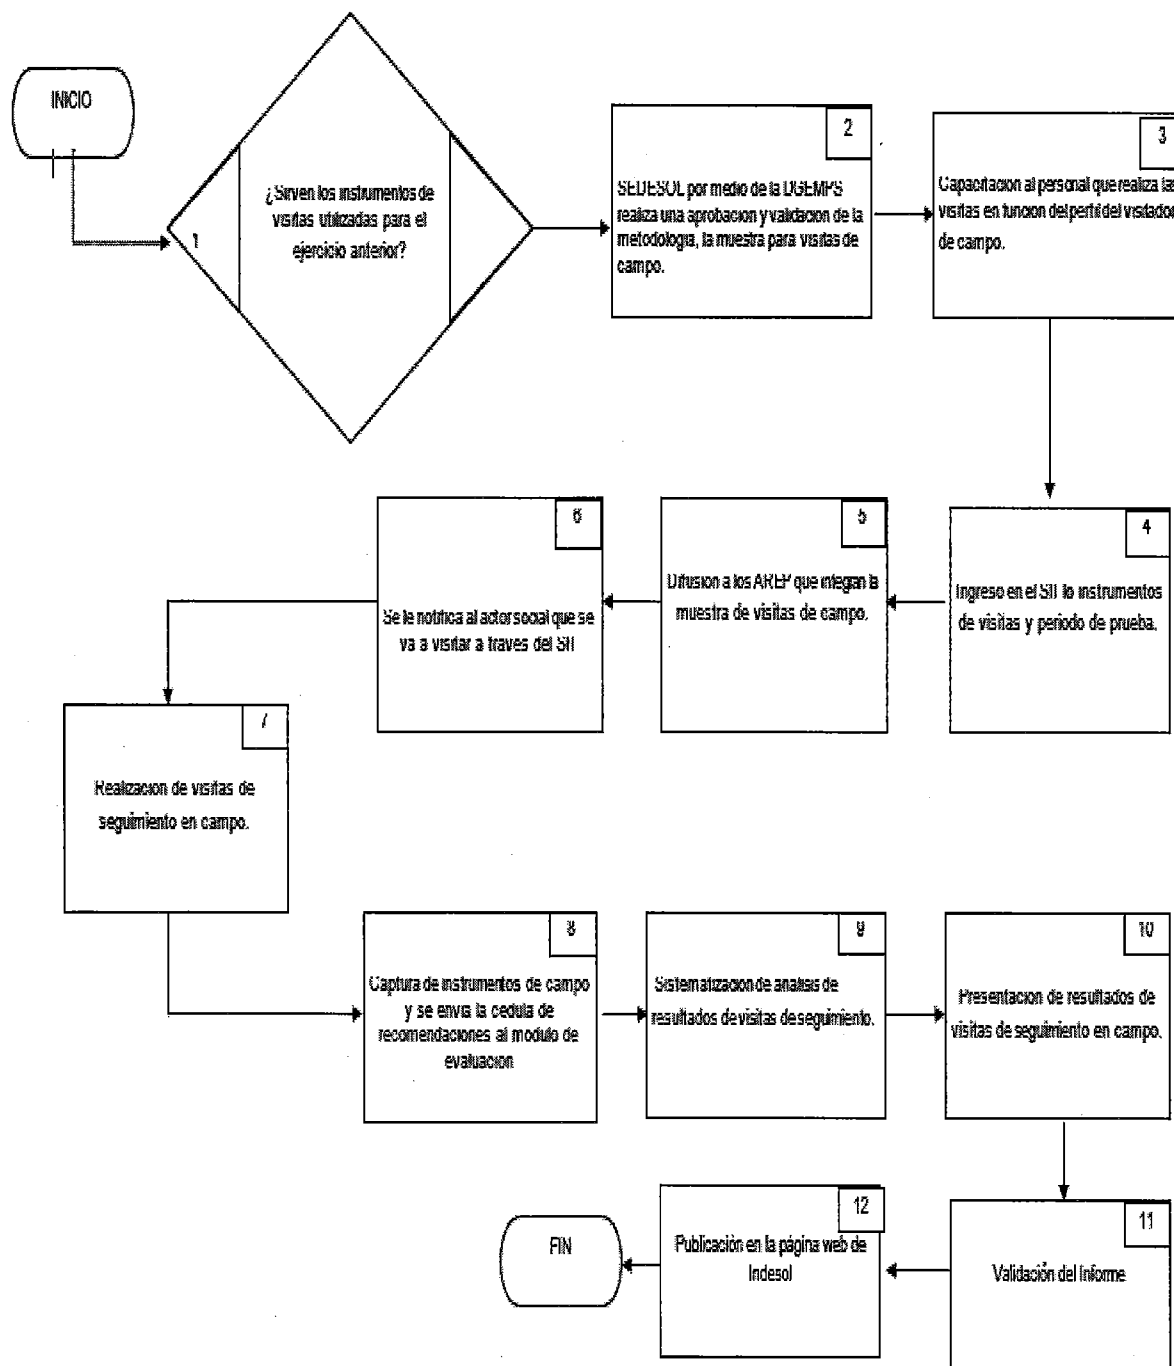 INICIO
1
¿Sirven los instrumentos de
visitas utilizadas para el
ejercicio anterior?
2
SEDESOL por medio de la DGEMPS
realiza una aprobacion y validacion de la
metodologia, la muestra para visitas de
campo.
3
Capacitacion al personal que realiza las
visitas en funcion del perfil del visitador
de campo.
4
Ingreso en el SII lo instrumentos
de visitas y periodo de prueba.
5
Difusion a los AREP que integran la
muestra de visitas de campo.
6
Se le notifica al actor social que se
va a visitar a traves del SII
7
Realizacion de visitas de
seguimiento en campo.
8
Captura de instrumentos de campo
y se envia la cedula de
recomendaciones al modulo de
evaluacion
9
Sistematizacion de analisis de
resultados de visitas de seguimiento.
10
Presentacion de resultados de
visitas de seguimiento en campo.
11
Validación del Informe
12
Publicación en la página web de
Indesol
FIN